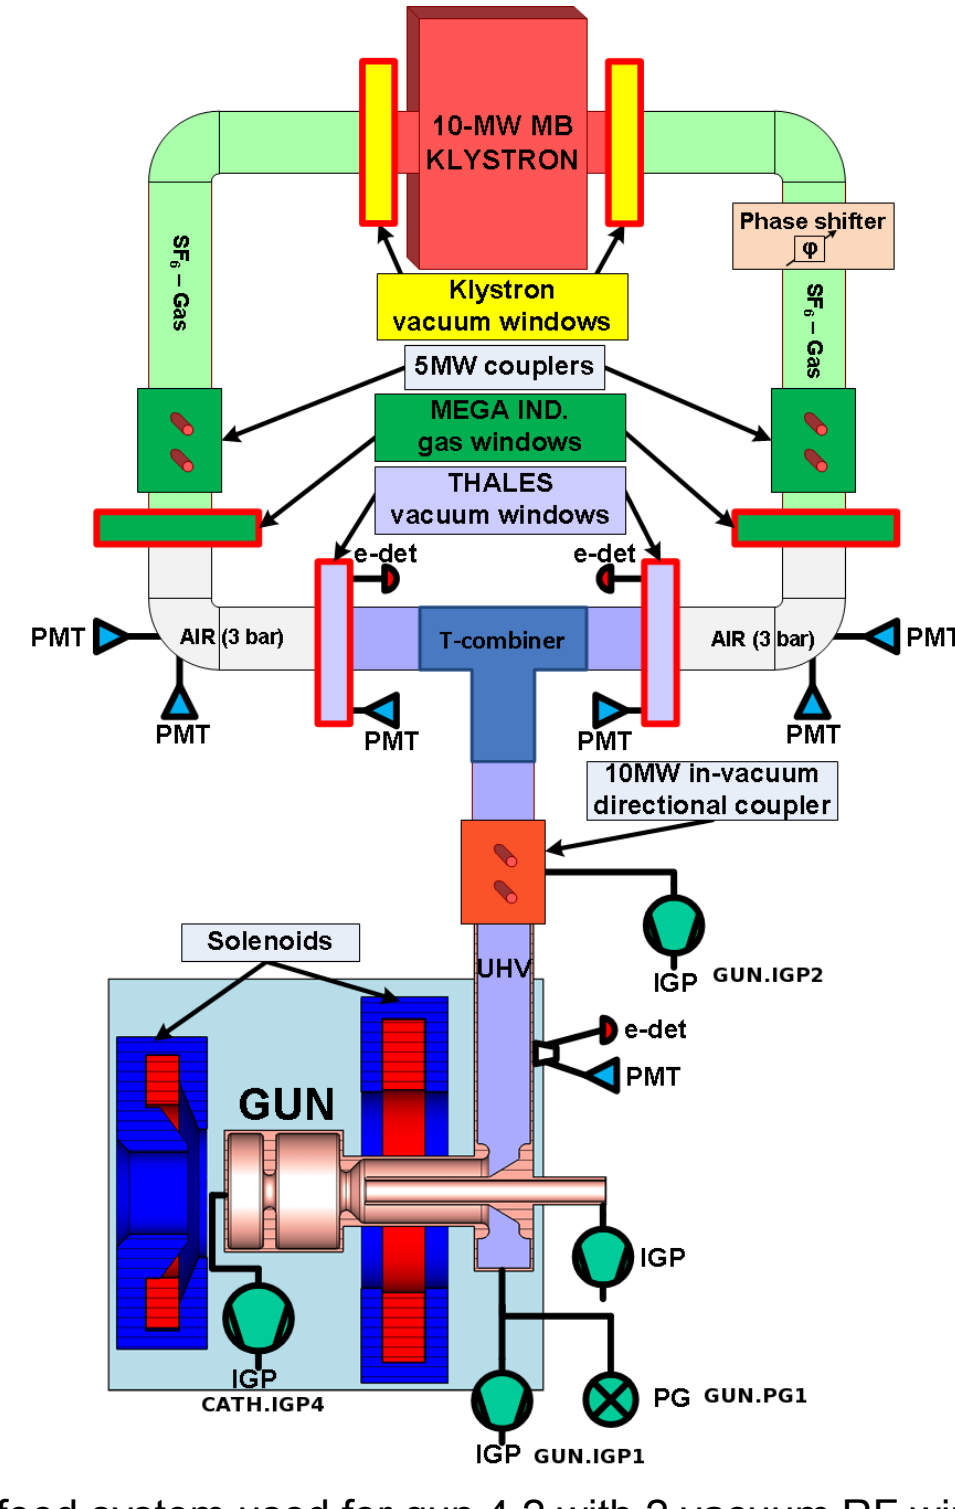 10-MW MB
KLYSTRON
Phase shifter
φ
SF6 – Gas
SF6 – Gas
Klystron
vacuum windows
5MW couplers
MEGA IND.
gas windows
THALES
vacuum windows
e-det
e-det
PMT
AIR (3 bar)
T-combiner
AIR (3 bar)
PMT
PMT
PMT
PMT
PMT
10MW in-vacuum
directional coupler
Solenoids
UHV
IGP
GUN.IGP2
e-det
PMT
GUN
IGP
IGP
CATH.IGP4
PG
GUN.PG1
IGP
GUN.IGP1